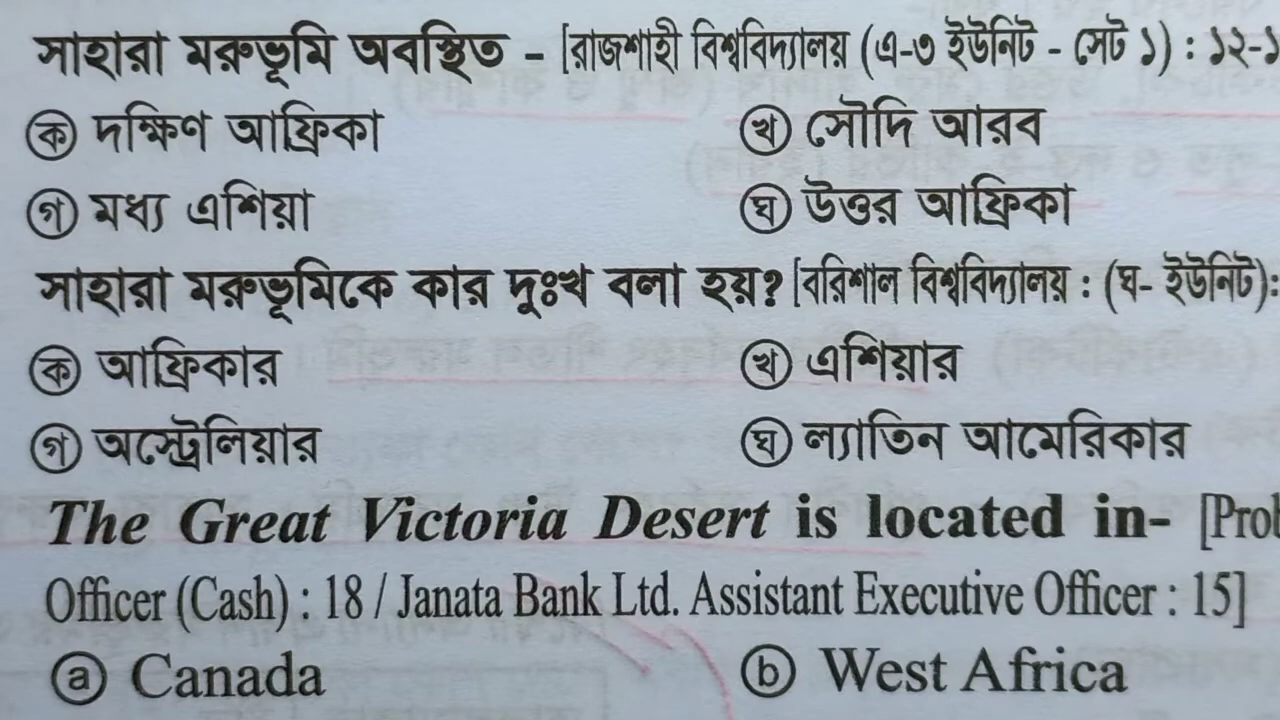 সাহারা মরুভূমি অবস্থিত - [রাজশাহী বিশ্ববিদ্যালয় (এ-৩ ইউনিট - সেট ১) : ১২-১
ক দক্ষিণ আফ্রিকা খ সৌদি আরব
গ মধ্য এশিয়া ঘ উত্তর আফ্রিকা
সাহারা মরুভূমিকে কার দুঃখ বলা হয়? [বরিশাল বিশ্ববিদ্যালয় : (ঘ- ইউনিট):
ক আফ্রিকার খ এশিয়ার
গ অস্ট্রেলিয়ার ঘ ল্যাতিন আমেরিকার
The Great Victoria Desert is located in- [Prob
Officer (Cash) : 18 / Janata Bank Ltd. Assistant Executive Officer : 15]
a Canada b West Africa